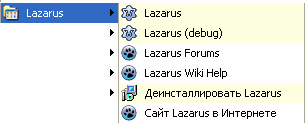 Lazarus
Lazarus
Lazarus (debug)
Lazarus Forums
Lazarus Wiki Help
Деинсталлировать Lazarus
Сайт Lazarus в Интернете